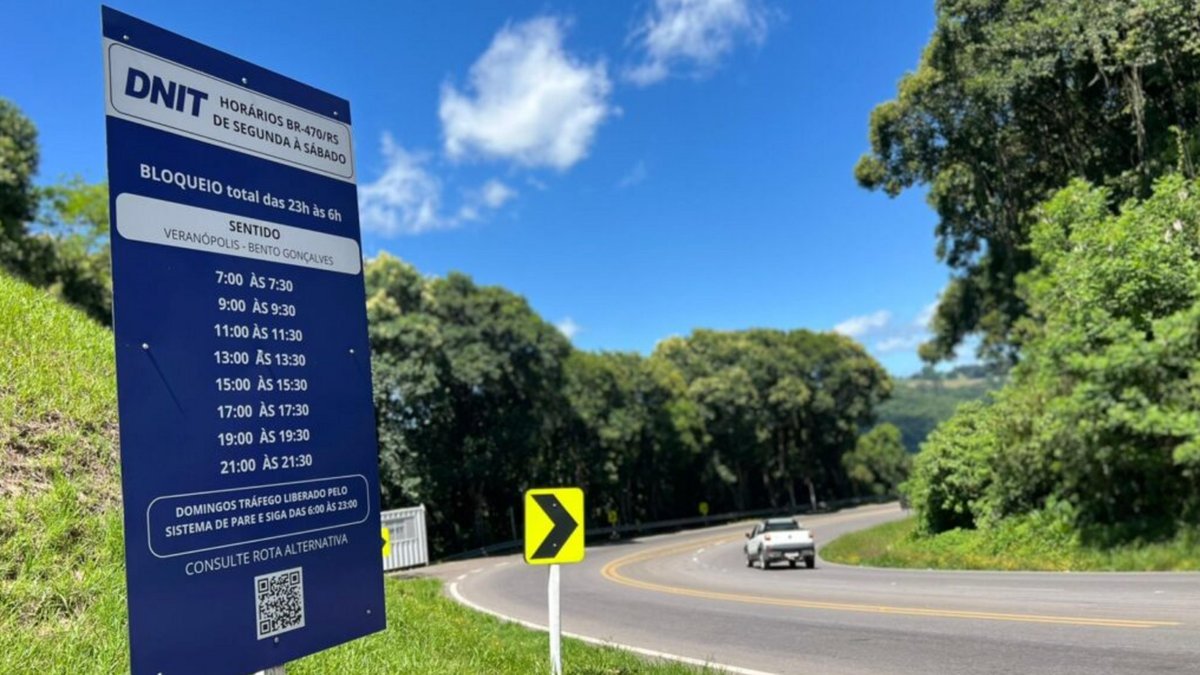 DNIT
HORÁRIOS BR-470/RS
DE SEGUNDA À SÁBADO
BLOQUEIO total das 23h às 6h
SENTIDO
VERANÓPOLIS - BENTO GONÇALVES
7:00 ÀS 7:30
9:00 ÀS 9:30
11:00 ÀS 11:30
13:00 ÀS 13:30
15:00 ÀS 15:30
17:00 ÀS 17:30
19:00 ÀS 19:30
21:00 ÀS 21:30
DOMINGOS TRÁFEGO LIBERADO PELO
SISTEMA DE PARE E SIGA DAS 6:00 ÀS 23:00
CONSULTE ROTA ALTERNATIVA